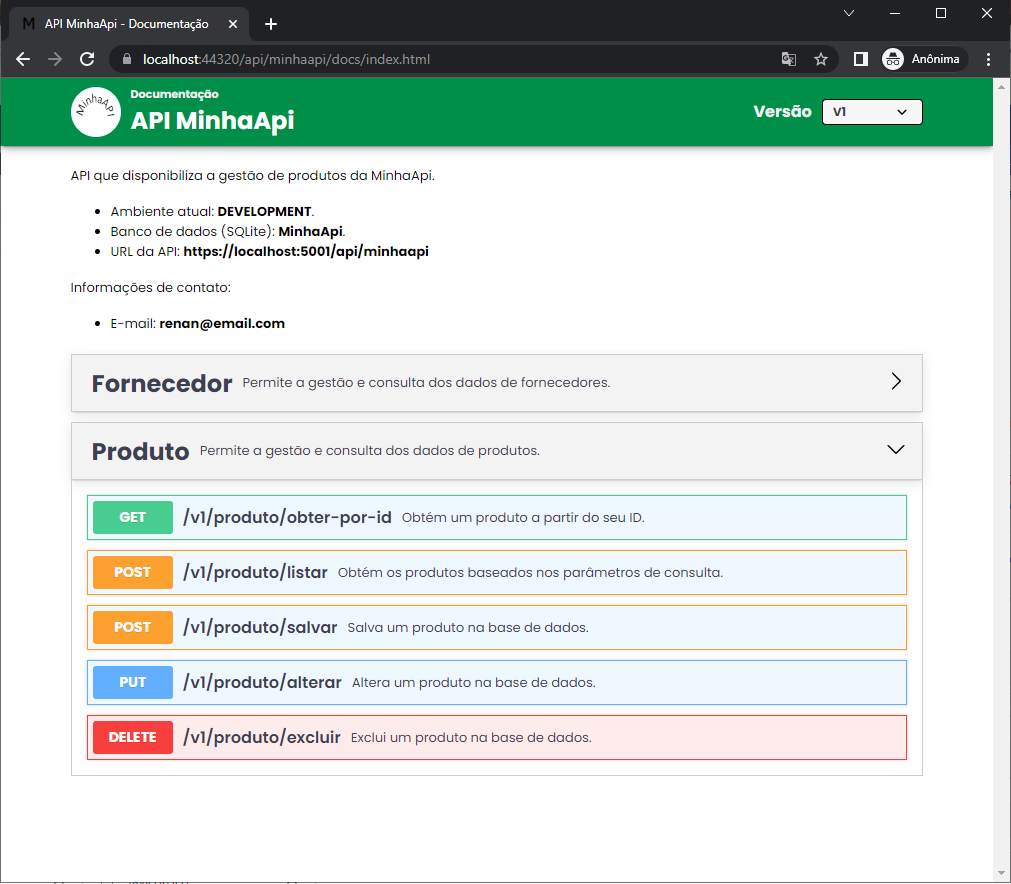 M API MinhaApi - Documentação
localhost:44320/api/minhaapi/docs/index.html
Anônima
MinhaAPI
Documentação
API MinhaApi
Versão V1
API que disponibiliza a gestão de produtos da MinhaApi.
• Ambiente atual: DEVELOPMENT.
• Banco de dados (SQLite): MinhaApi.
• URL da API: https://localhost:5001/api/minhaapi
Informações de contato:
• E-mail: renan@email.com
Fornecedor Permite a gestão e consulta dos dados de fornecedores.
Produto Permite a gestão e consulta dos dados de produtos.
GET /v1/produto/obter-por-id Obtém um produto a partir do seu ID.
POST /v1/produto/listar Obtém os produtos baseados nos parâmetros de consulta.
POST /v1/produto/salvar Salva um produto na base de dados.
PUT /v1/produto/alterar Altera um produto na base de dados.
DELETE /v1/produto/excluir Exclui um produto na base de dados.